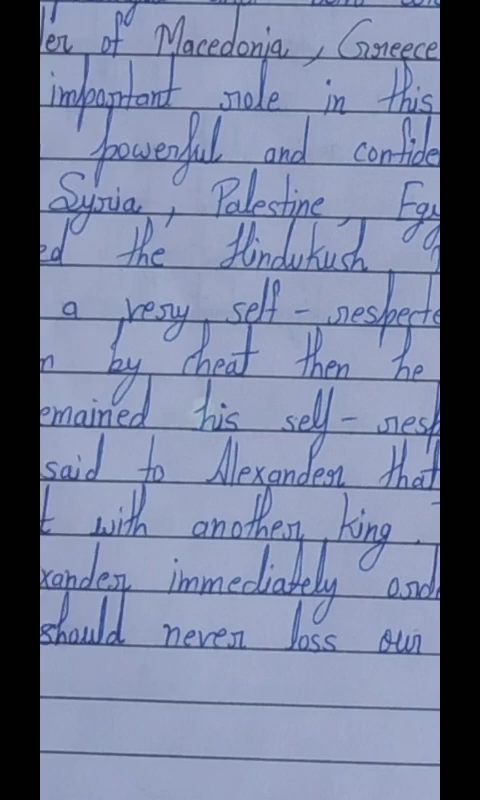 ler of Macedonia, Greece
important role in this
powerful and confide
Syria, Palestine, Egy
ed the Hindukush
a very self-respecte
n by cheat then he
emained his self-resp
said to Alexander that
t with another king.
xander immediately ord
should never loss our